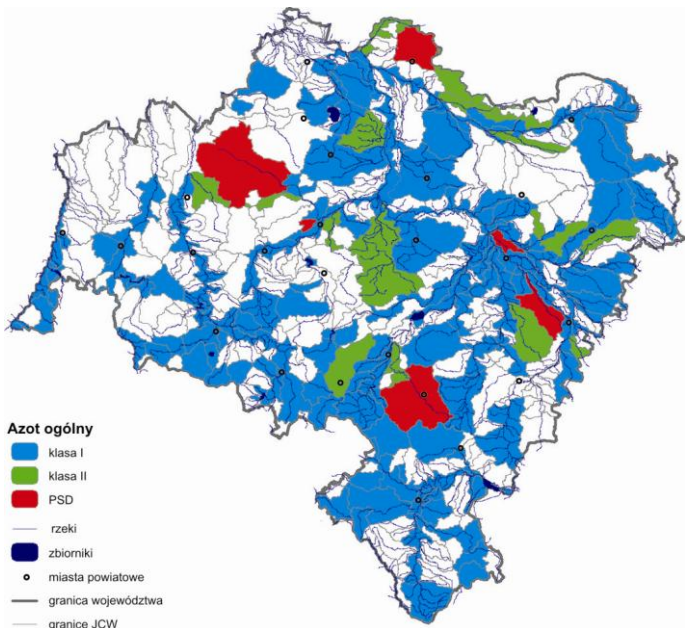 Azot ogólny
klasa I
klasa II
PSD
rzeki
zbiorniki
miasta powiatowe
granica województwa
granice JCW